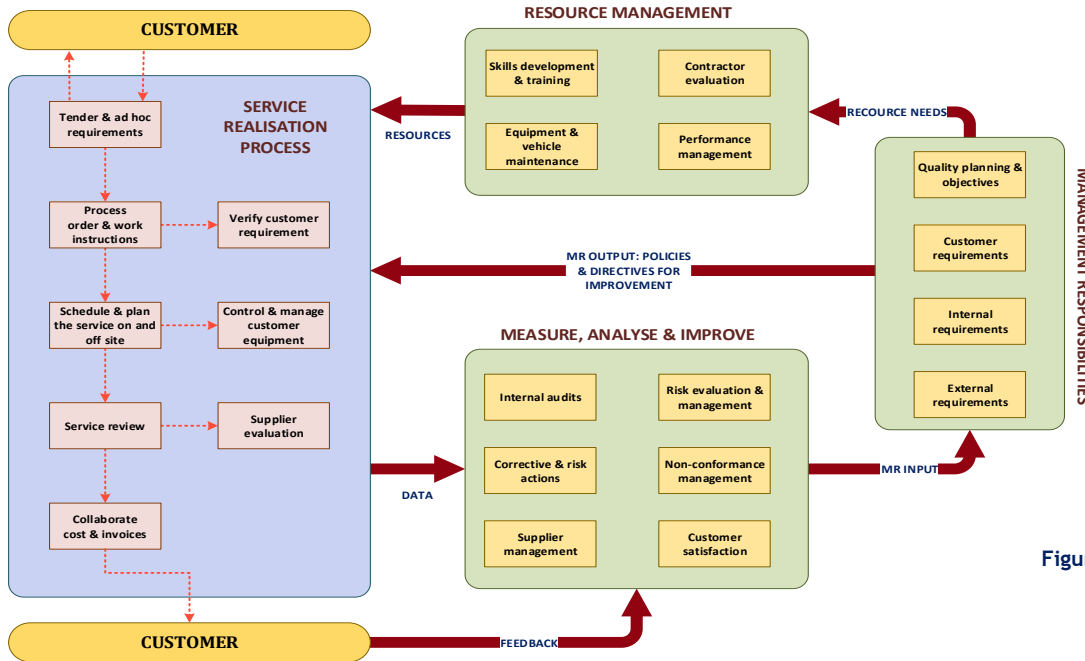 CUSTOMER
SERVICE
REALISATION
PROCESS
Tender & ad hoc
requirements
Process
order & work
instructions
Verify customer
requirement
Schedule & plan
the service on and
off site
Control & manage
customer
equipment
Service review
Supplier
evaluation
Collaborate
cost & invoices
CUSTOMER
RESOURCE MANAGEMENT
Skills development
& training
Contractor
evaluation
Equipment &
vehicle
maintenance
Performance
management
RESOURCES
RECOURCE NEEDS
MR OUTPUT: POLICIES
& DIRECTIVES FOR
IMPROVEMENT
MEASURE, ANALYSE & IMPROVE
Internal audits
Risk evaluation &
management
Corrective & risk
actions
Non-conformance
management
Supplier
management
Customer
satisfaction
DATA
FEEDBACK
MR INPUT
MANAGEMENT RESPONSIBILITIES
Quality planning &
objectives
Customer
requirements
Internal
requirements
External
requirements
Figu